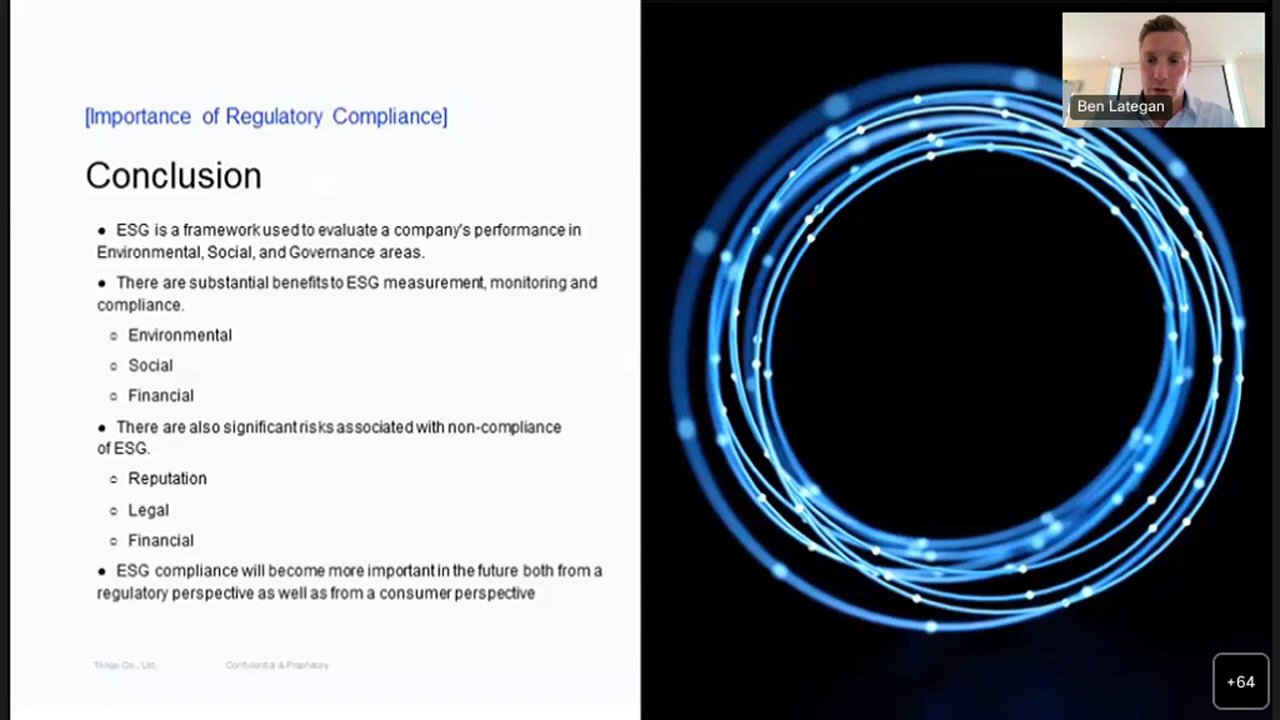 [Importance of Regulatory Compliance]
Conclusion
● ESG is a framework used to evaluate a company's performance in
Environmental, Social, and Governance areas.
● There are substantial benefits to ESG measurement, monitoring and
compliance.
○ Environmental
○ Social
○ Financial
● There are also significant risks associated with non-compliance
of ESG.
○ Reputation
○ Legal
○ Financial
● ESG compliance will become more important in the future both from a
regulatory perspective as well as from a consumer perspective
Co., Ltd.
Confidential & Proprietary
Ben Lategan
+64